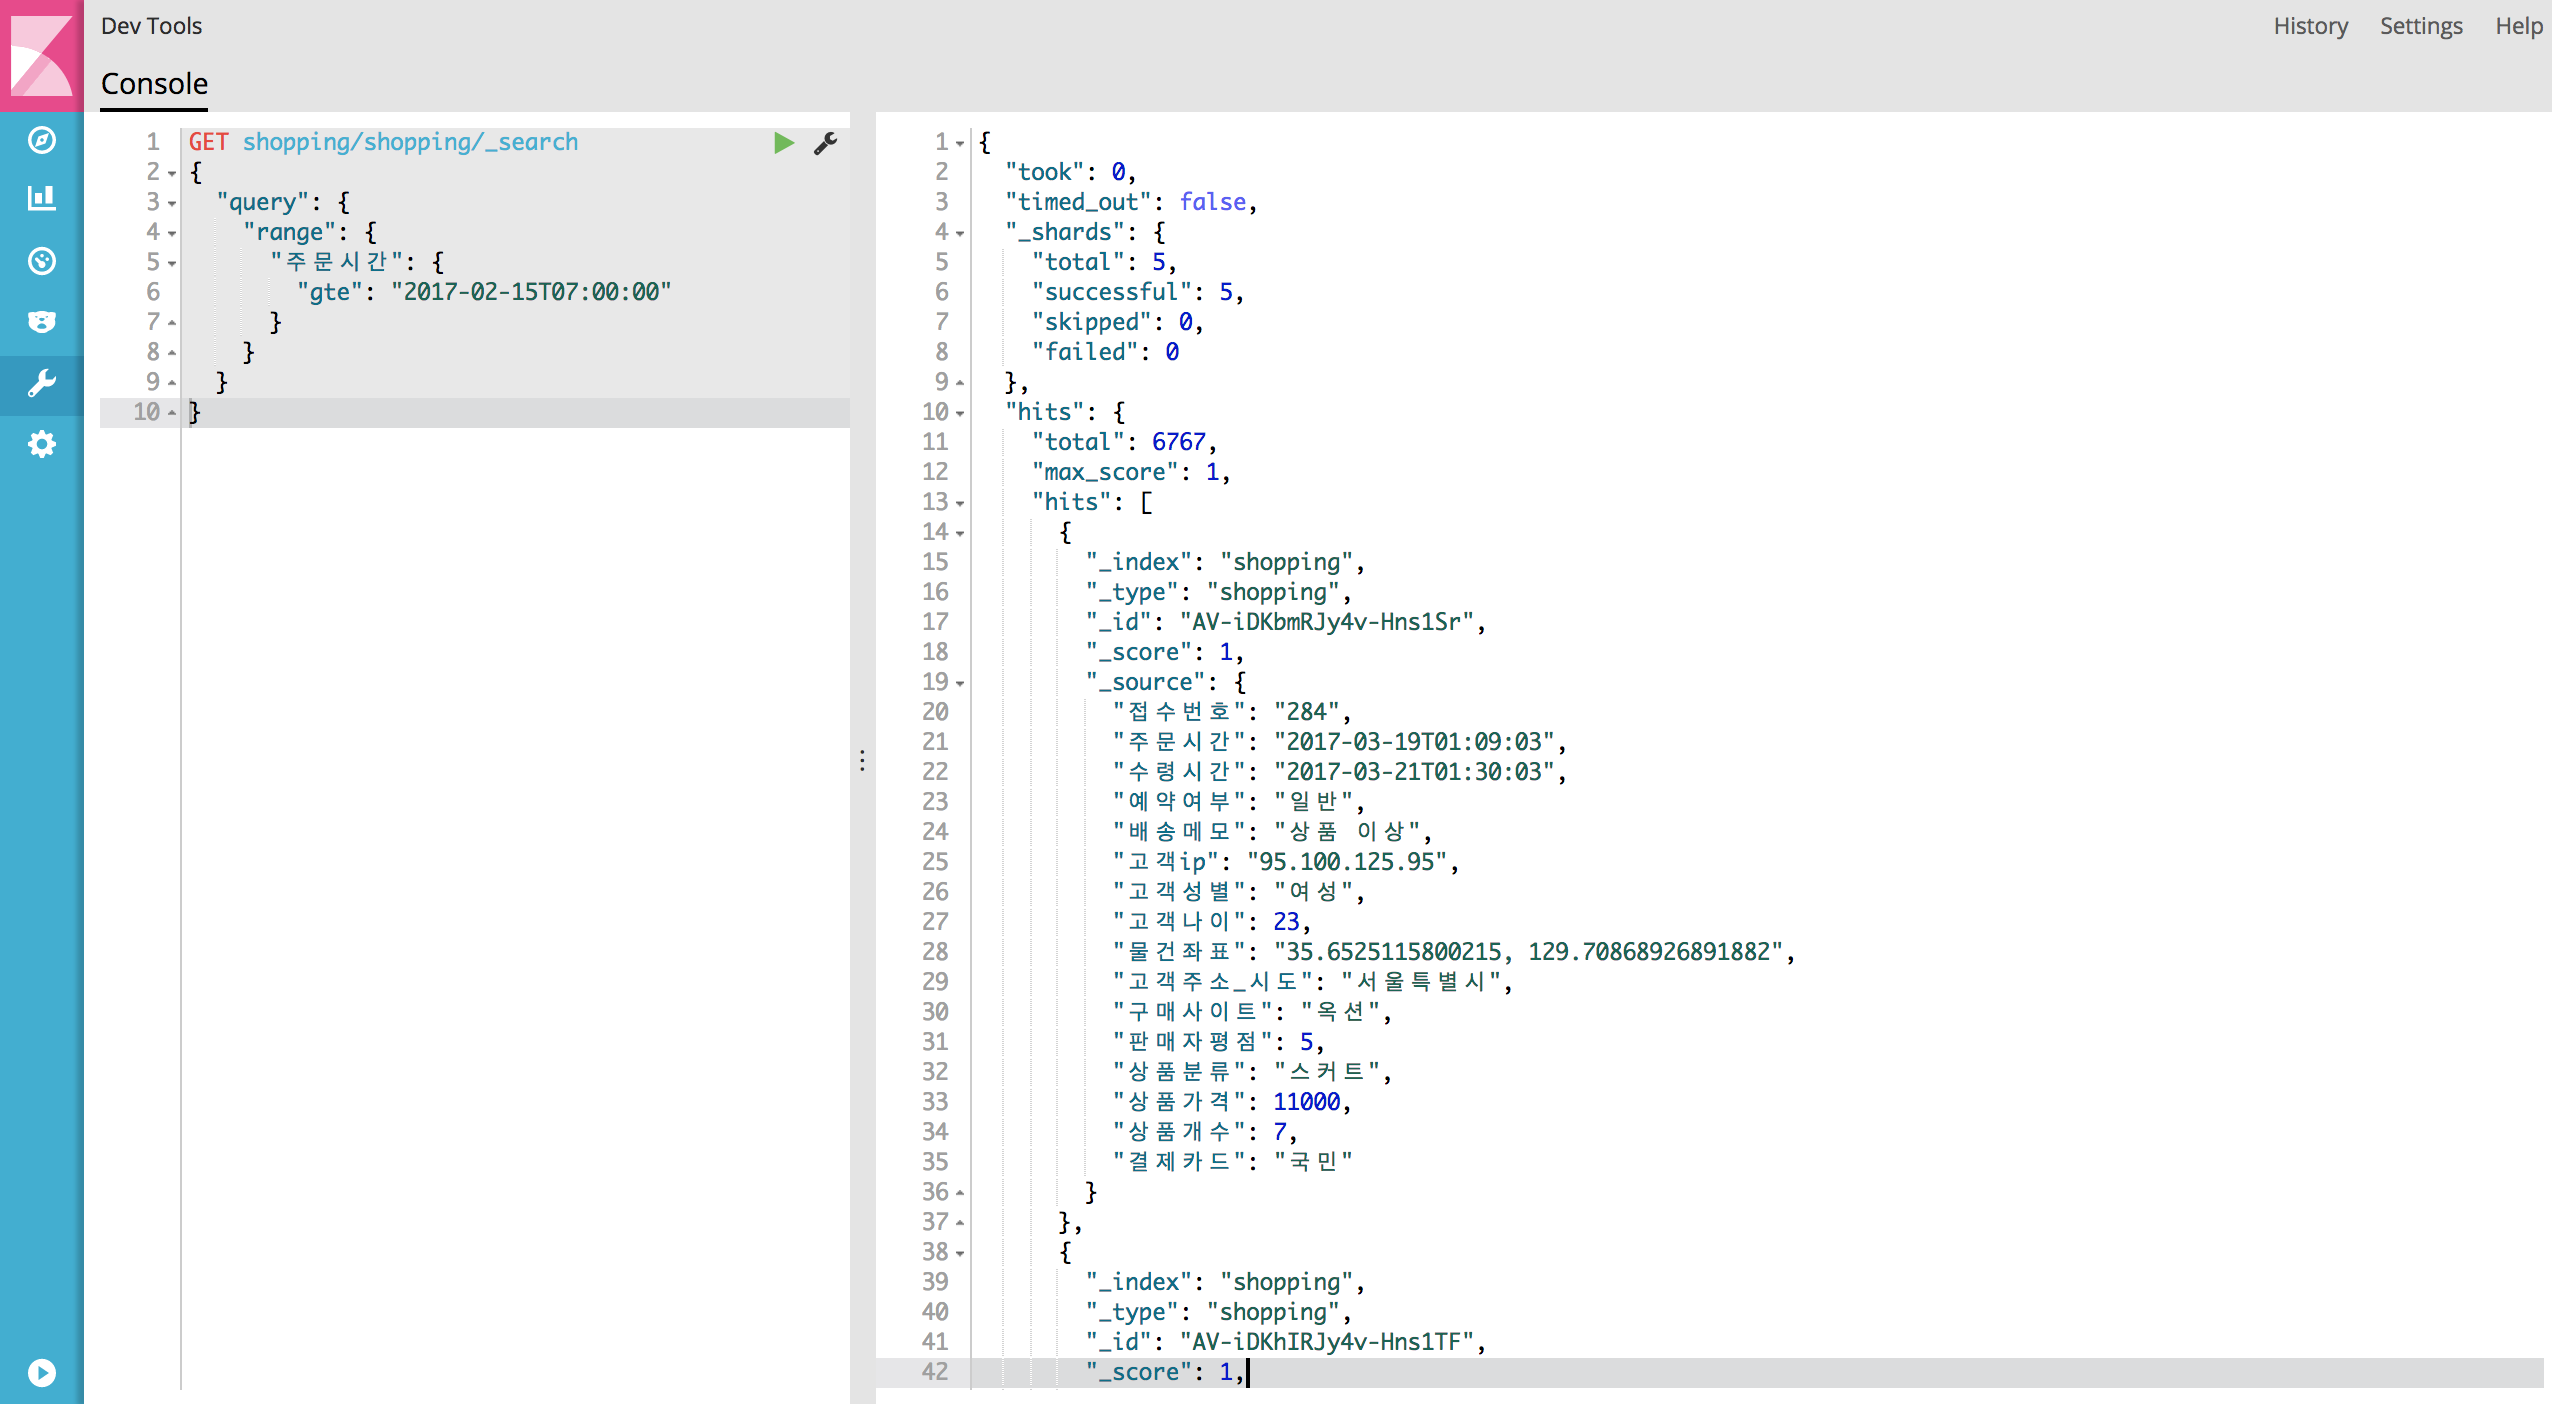 Dev Tools
History Settings Help
Console
1 GET shopping/shopping/_search
2 {
3 "query": {
4 "range": {
5 "주문시간": {
6 "gte": "2017-02-15T07:00:00"
7 }
8 }
9 }
10 }
1 {
2 "took": 0,
3 "timed_out": false,
4 "_shards": {
5 "total": 5,
6 "successful": 5,
7 "skipped": 0,
8 "failed": 0
9 },
10 "hits": {
11 "total": 6767,
12 "max_score": 1,
13 "hits": [
14 {
15 "_index": "shopping",
16 "_type": "shopping",
17 "_id": "AV-iDKbmRJy4v-Hns1Sr",
18 "_score": 1,
19 "_source": {
20 "접수번호": "284",
21 "주문시간": "2017-03-19T01:09:03",
22 "수령시간": "2017-03-21T01:30:03",
23 "예약여부": "일반",
24 "배송메모": "상품 이상",
25 "고객ip": "95.100.125.95",
26 "고객성별": "여성",
27 "고객나이": 23,
28 "물건좌표": "35.6525115800215, 129.70868926891882",
29 "고객주소_시도": "서울특별시",
30 "구매사이트": "옥션",
31 "판매자평점": 5,
32 "상품분류": "스커트",
33 "상품가격": 11000,
34 "상품개수": 7,
35 "결제카드": "국민"
36 }
37 },
38 {
39 "_index": "shopping",
40 "_type": "shopping",
41 "_id": "AV-iDKhIRJy4v-Hns1TF",
42 "_score": 1,